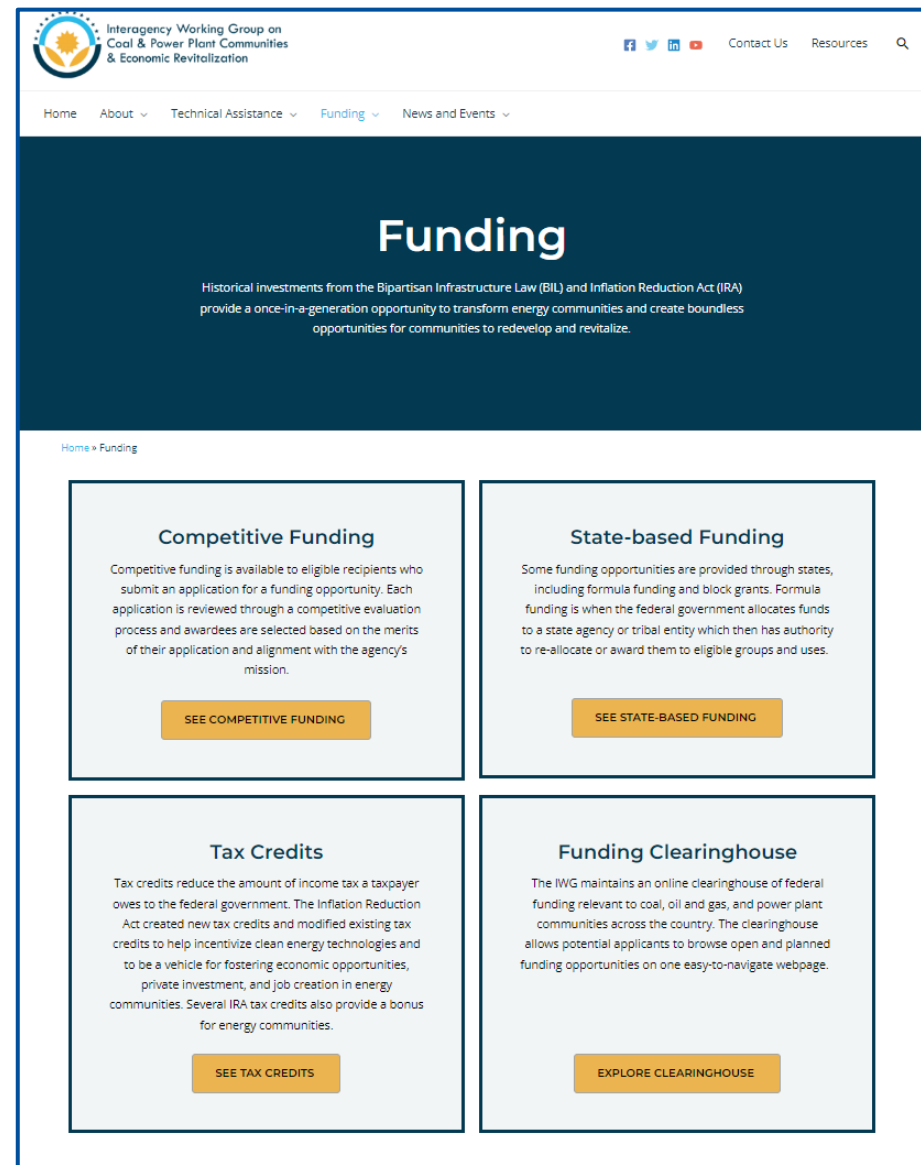 Interagency Working Group on
Coal & Power Plant Communities
& Economic Revitalization
Contact Us
Resources
Home
About
Technical Assistance
Funding
News and Events
Funding
Historical investments from the Bipartisan Infrastructure Law (BIL) and Inflation Reduction Act (IRA)
provide a once-in-a-generation opportunity to transform energy communities and create boundless
opportunities for communities to redevelop and revitalize.
Home » Funding
Competitive Funding
Competitive funding is available to eligible recipients who
submit an application for a funding opportunity. Each
application is reviewed through a competitive evaluation
process and awardees are selected based on the merits
of their application and alignment with the agency's
mission.
SEE COMPETITIVE FUNDING
State-based Funding
Some funding opportunities are provided through states,
including formula funding and block grants. Formula
funding is when the federal government allocates funds
to a state agency or tribal entity which then has authority
to re-allocate or award them to eligible groups and uses.
SEE STATE-BASED FUNDING
Tax Credits
Tax credits reduce the amount of income tax a taxpayer
owes to the federal government. The Inflation Reduction
Act created new tax credits and modified existing tax
credits to help incentivize clean energy technologies and
to be a vehicle for fostering economic opportunities,
private investment, and job creation in energy
communities. Several IRA tax credits also provide a bonus
for energy communities.
SEE TAX CREDITS
Funding Clearinghouse
The IWG maintains an online clearinghouse of federal
funding relevant to coal, oil and gas, and power plant
communities across the country. The clearinghouse
allows potential applicants to browse open and planned
funding opportunities on one easy-to-navigate webpage.
EXPLORE CLEARINGHOUSE